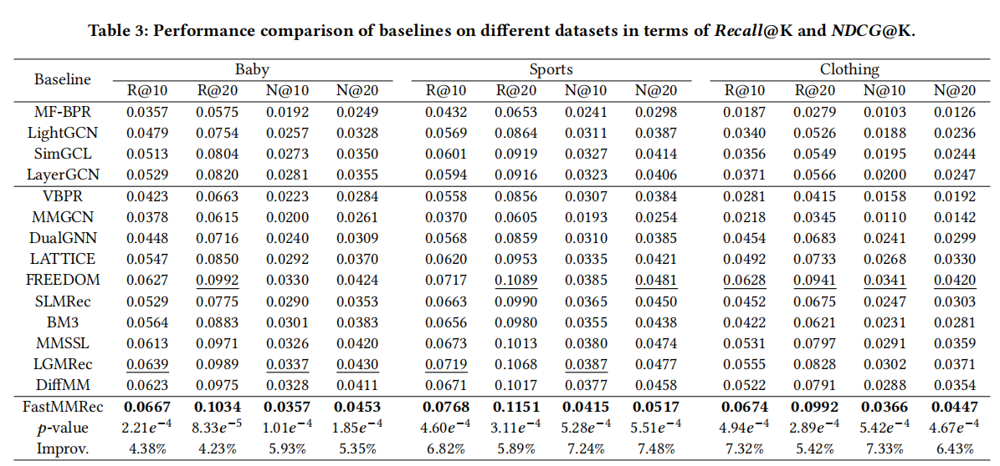 Table 3: Performance comparison of baselines on different datasets in terms of Recall@K and NDCG@K.
Baseline Baby Sports Clothing
R@10 R@20 N@10 N@20 R@10 R@20 N@10 N@20 R@10 R@20 N@10 N@20
MF-BPR 0.0357 0.0575 0.0192 0.0249 0.0432 0.0653 0.0241 0.0298 0.0187 0.0279 0.0103 0.0126
LightGCN 0.0479 0.0754 0.0257 0.0328 0.0569 0.0864 0.0311 0.0387 0.0340 0.0526 0.0188 0.0236
SimGCL 0.0513 0.0804 0.0273 0.0350 0.0601 0.0919 0.0327 0.0414 0.0356 0.0549 0.0195 0.0244
LayerGCN 0.0529 0.0820 0.0281 0.0355 0.0594 0.0916 0.0323 0.0406 0.0371 0.0566 0.0200 0.0247
VBPR 0.0423 0.0663 0.0223 0.0284 0.0558 0.0856 0.0307 0.0384 0.0281 0.0415 0.0158 0.0192
MMGCN 0.0378 0.0615 0.0200 0.0261 0.0370 0.0605 0.0193 0.0254 0.0218 0.0345 0.0110 0.0142
DualGNN 0.0448 0.0716 0.0240 0.0309 0.0568 0.0859 0.0310 0.0385 0.0454 0.0683 0.0241 0.0299
LATTICE 0.0547 0.0850 0.0292 0.0370 0.0620 0.0953 0.0335 0.0421 0.0492 0.0733 0.0268 0.0330
FREEDOM 0.0627 0.0992 0.0330 0.0424 0.0717 0.1089 0.0385 0.0481 0.0628 0.0941 0.0341 0.0420
SLMRec 0.0529 0.0775 0.0290 0.0353 0.0663 0.0990 0.0365 0.0450 0.0452 0.0675 0.0247 0.0303
BM3 0.0564 0.0883 0.0301 0.0383 0.0656 0.0980 0.0355 0.0438 0.0422 0.0621 0.0231 0.0281
MMSSL 0.0613 0.0971 0.0326 0.0420 0.0673 0.1013 0.0380 0.0474 0.0531 0.0797 0.0291 0.0359
LGMRec 0.0639 0.0989 0.0337 0.0430 0.0719 0.1068 0.0387 0.0477 0.0555 0.0828 0.0302 0.0371
DiffMM 0.0623 0.0975 0.0328 0.0411 0.0671 0.1017 0.0377 0.0458 0.0522 0.0791 0.0288 0.0354
FastMMRec 0.0667 0.1034 0.0357 0.0453 0.0768 0.1151 0.0415 0.0517 0.0674 0.0992 0.0366 0.0447
p-value 2.21e⁻⁴ 8.33e⁻⁵ 1.01e⁻⁴ 1.85e⁻⁴ 4.60e⁻⁴ 3.11e⁻⁴ 5.28e⁻⁴ 5.51e⁻⁴ 4.94e⁻⁴ 2.89e⁻⁴ 5.42e⁻⁴ 4.67e⁻⁴
Improv. 4.38% 4.23% 5.93% 5.35% 6.82% 5.89% 7.24% 7.48% 7.32% 5.42% 7.33% 6.43%